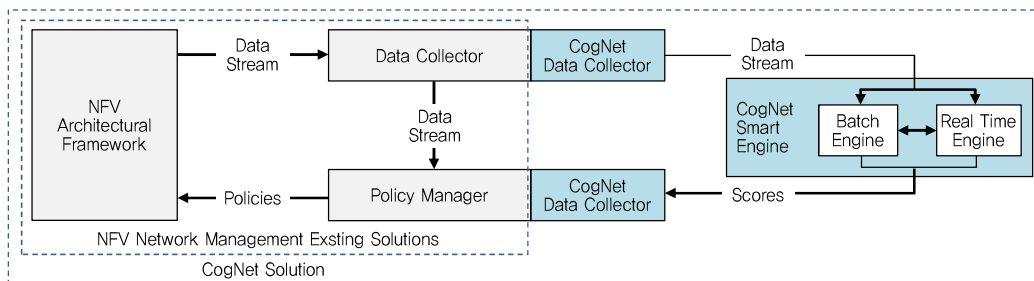 NFV
Architectural
Framework
Data
Stream
Data Collector
CogNet
Data Collector
Data
Stream
CogNet
Smart
Engine
Batch
Engine
Real Time
Engine
Data
Stream
Policies
Policy Manager
CogNet
Data Collector
Scores
NFV Network Management Exsting Solutions
CogNet Solution